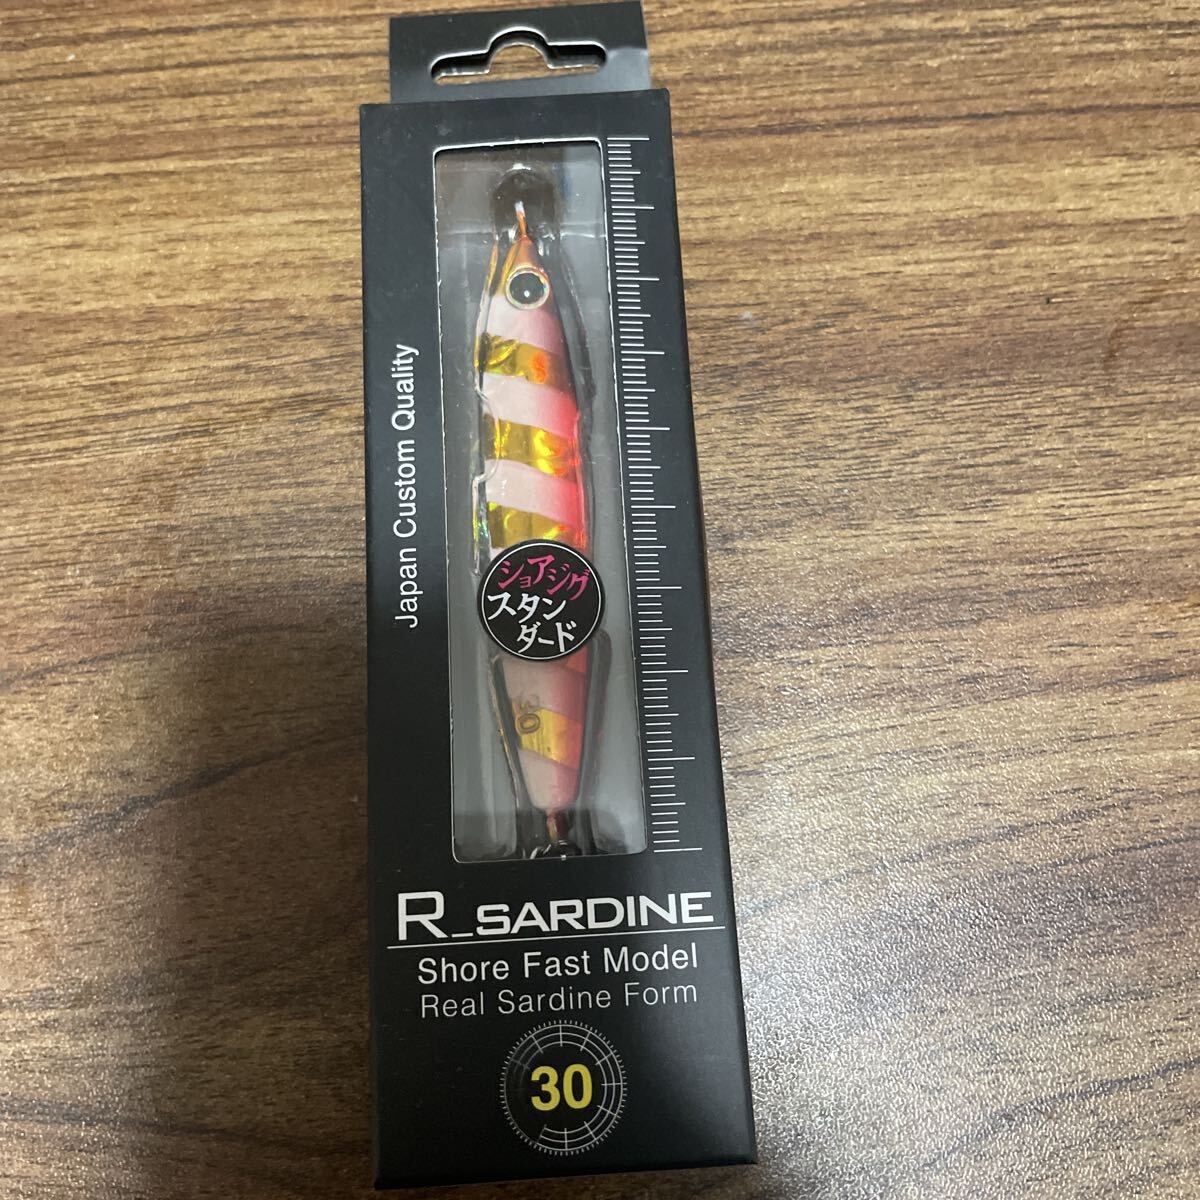 Japan Custom Quality
ショアジグ
スタン
ダード
30
R_SARDINE
Shore Fast Model
Real Sardine Form
30